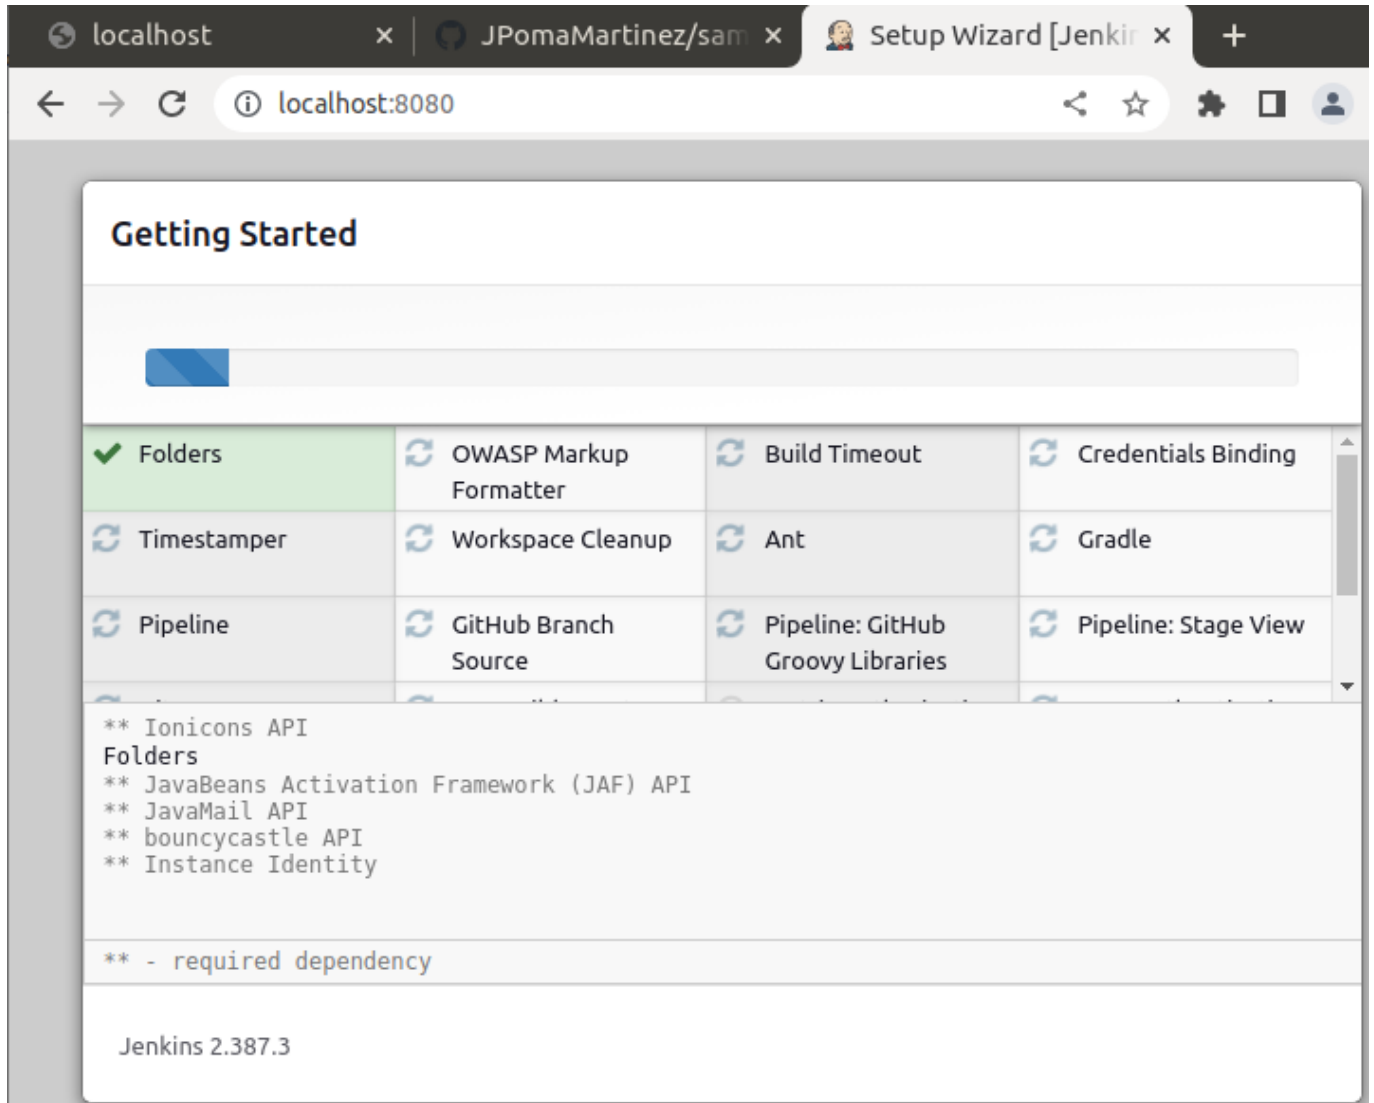 localhost
JPomaMartinez/sam
Setup Wizard [Jenkin
localhost:8080
Getting Started
Folders
OWASP Markup
Formatter
Build Timeout
Credentials Binding
Timestamper
Workspace Cleanup
Ant
Gradle
Pipeline
GitHub Branch
Source
Pipeline: GitHub
Groovy Libraries
Pipeline: Stage View
** Ionicons API
Folders
** JavaBeans Activation Framework (JAF) API
** JavaMail API
** bouncycastle API
** Instance Identity
** - required dependency
Jenkins 2.387.3